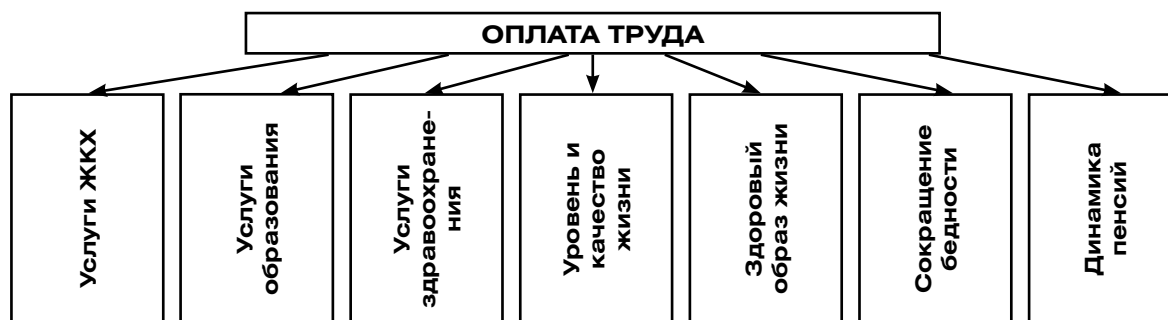 ОПЛАТА ТРУДА
Услуги ЖКХ
Услуги
образования
Услуги
здравоохране-
ния
Уровень и
качество
жизни
Здоровый
образ жизни
Сокращение
бедности
Динамика
пенсий